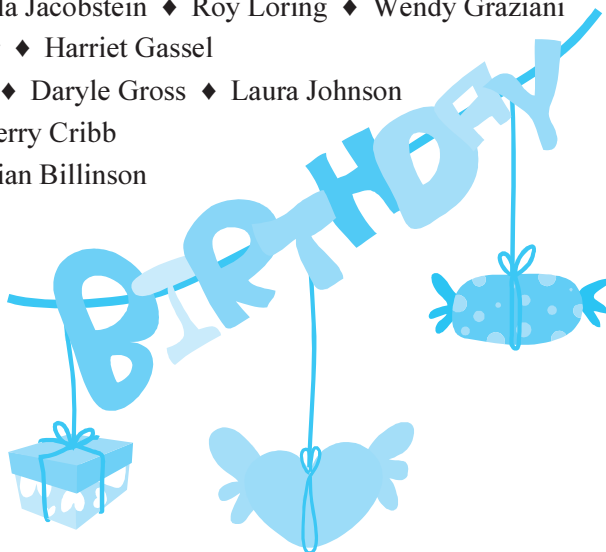 la Jacobstein ♦ Roy Loring ♦ Wendy Graziani
♦ Harriet Gassel
♦ Daryle Gross ♦ Laura Johnson
erry Cribb
ian Billinson
BIRTHDAY